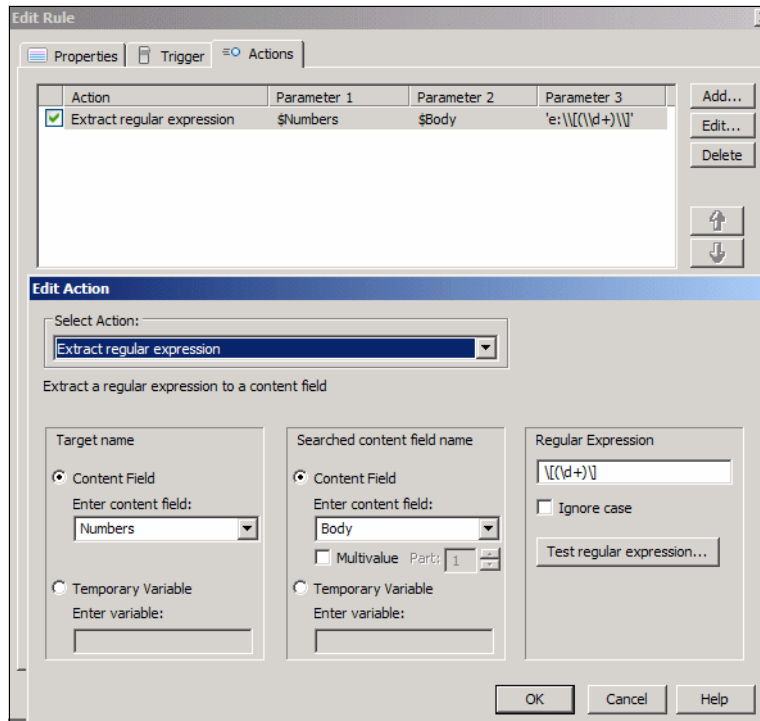 Edit Rule
Properties Trigger Actions
Action Parameter 1 Parameter 2 Parameter 3
Extract regular expression $Numbers $Body 'e:\\[(\\d+)\\]'
Add...
Edit...
Delete
Edit Action
Select Action:
Extract regular expression
Extract a regular expression to a content field
Target name
Content Field
Enter content field:
Numbers
Temporary Variable
Enter variable:
Searched content field name
Content Field
Enter content field:
Body
Multivalue Part: 1
Temporary Variable
Enter variable:
Regular Expression
\[(\d+)\]
Ignore case
Test regular expression...
OK Cancel Help